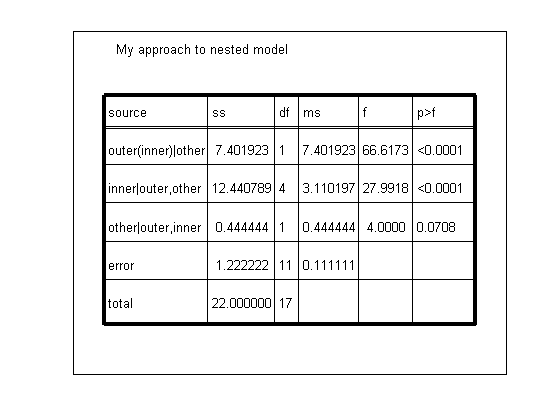 My approach to nested model
source ss df ms f p>f
outer(inner)|other 7.401923 1 7.401923 66.6173 <0.0001
inner|outer,other 12.440789 4 3.110197 27.9918 <0.0001
other|outer,inner 0.444444 1 0.444444 4.0000 0.0708
error 1.222222 11 0.111111
total 22.000000 17